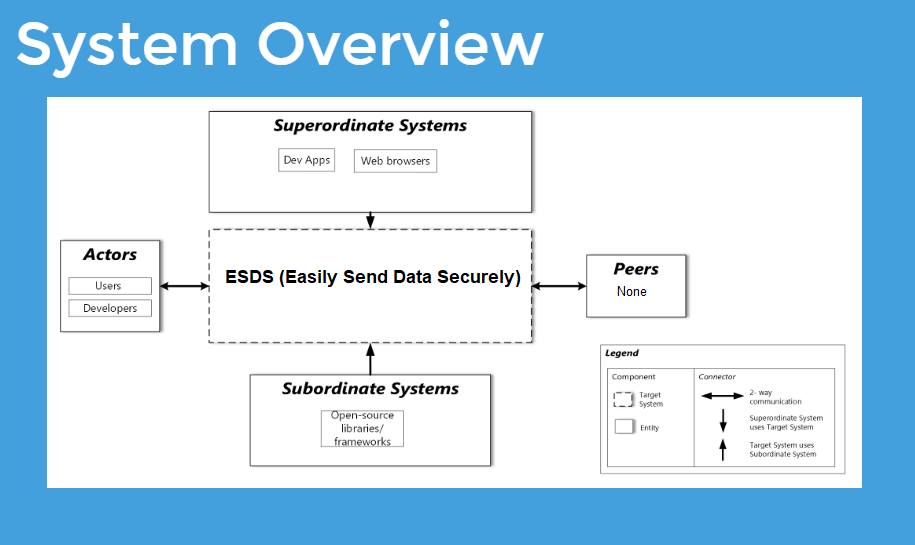 System Overview
Superordinate Systems
Dev Apps
Web browsers
Actors
Users
Developers
ESDS (Easily Send Data Securely)
Peers
None
Subordinate Systems
Open-source
libraries/
frameworks
Legend
Component
Target
System
Entity
Connector
2- way
communication
Superordinate System
uses Target System
Target System uses
Subordinate System